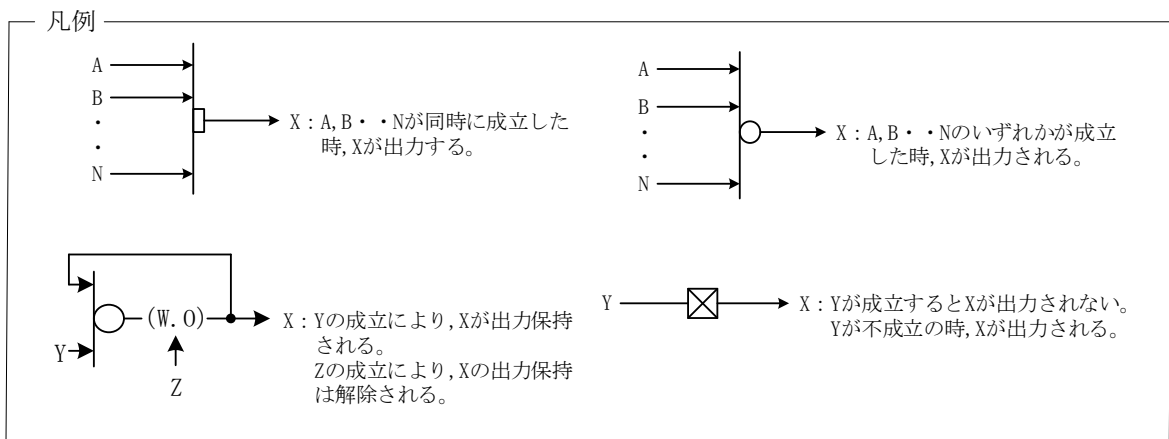 凡例
A
B
・
・
N
X：A,B・・Nが同時に成立した
時,Xが出力する。
A
B
・
・
N
X：A,B・・Nのいずれかが成立
した時,Xが出力される。
Y
(W.O)
Z
X：Yの成立により,Xが出力保持
される。
Zの成立により,Xの出力保持
は解除される。
Y
X：Yが成立するとXが出力されない。
Yが不成立の時,Xが出力される。